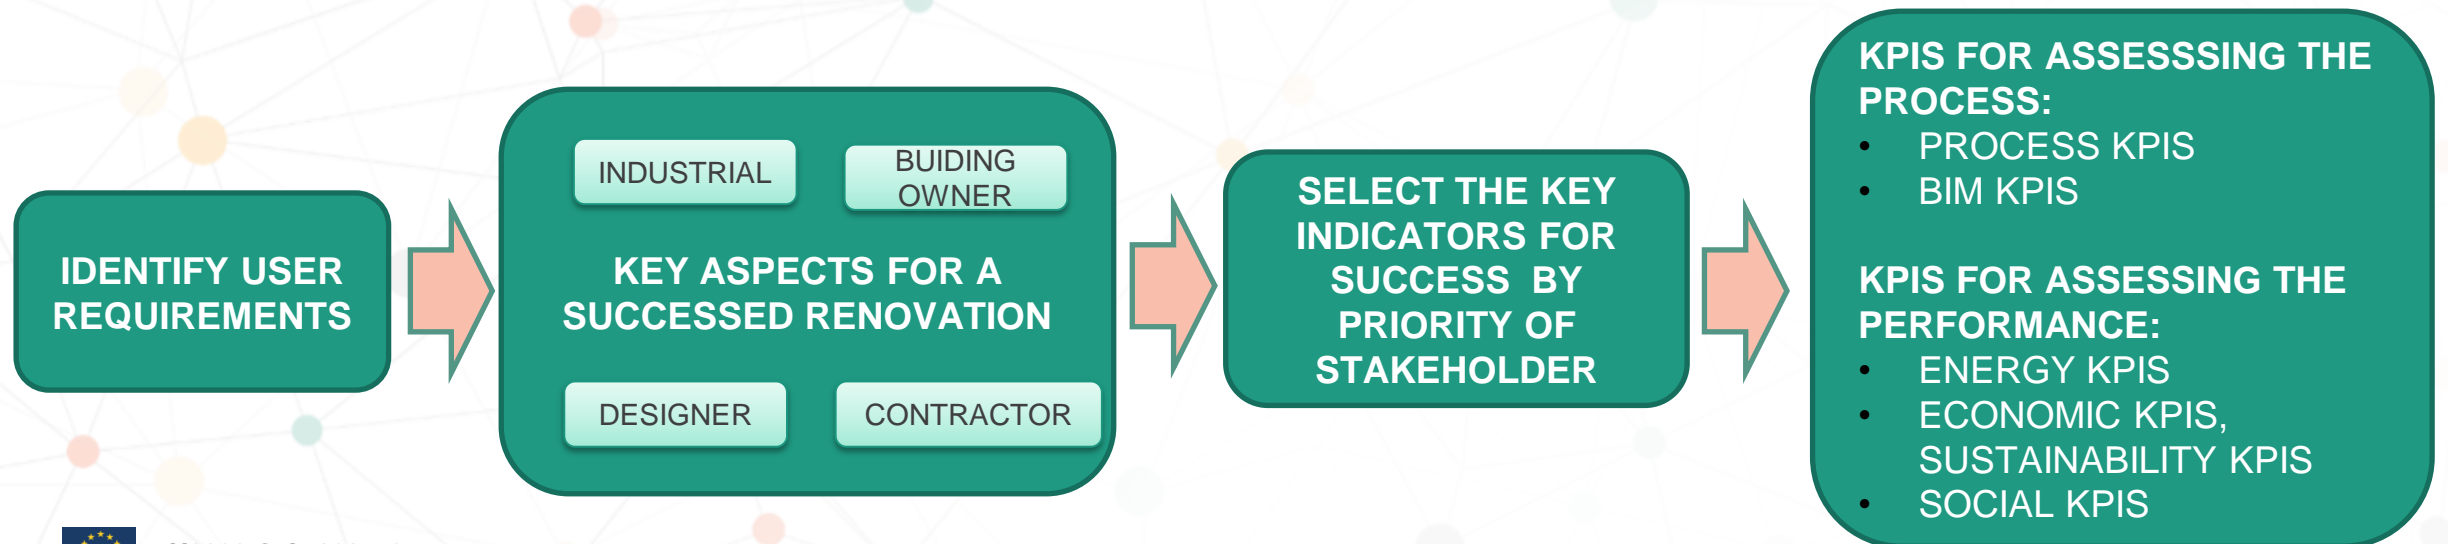 IDENTIFY USER
REQUIREMENTS
INDUSTRIAL
BUIDING
OWNER
KEY ASPECTS FOR A
SUCCESSED RENOVATION
DESIGNER
CONTRACTOR
SELECT THE KEY
INDICATORS FOR
SUCCESS BY
PRIORITY OF
STAKEHOLDER
KPIS FOR ASSESSSING THE
PROCESS:
• PROCESS KPIS
• BIM KPIS
KPIS FOR ASSESSING THE
PERFORMANCE:
• ENERGY KPIS
• ECONOMIC KPIS,
SUSTAINABILITY KPIS
• SOCIAL KPIS